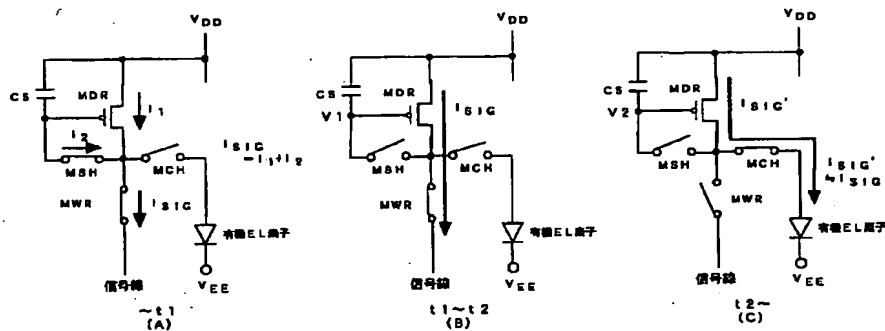 VDD
CS
MDR
I1
I2
MSH
MCH
ISIG
=I1+I2
MWR
ISIG
有機EL素子
信号線
VEE
~t1
(A)
VDD
CS
MDR
V1
ISIG
MSH
MCH
MWR
有機EL素子
信号線
VEE
t1~t2
(B)
VDD
CS
MDR
V2
ISIG'
MSH
MCH
ISIG'
≒ISIG
MWR
有機EL素子
信号線
VEE
t2~
(C)